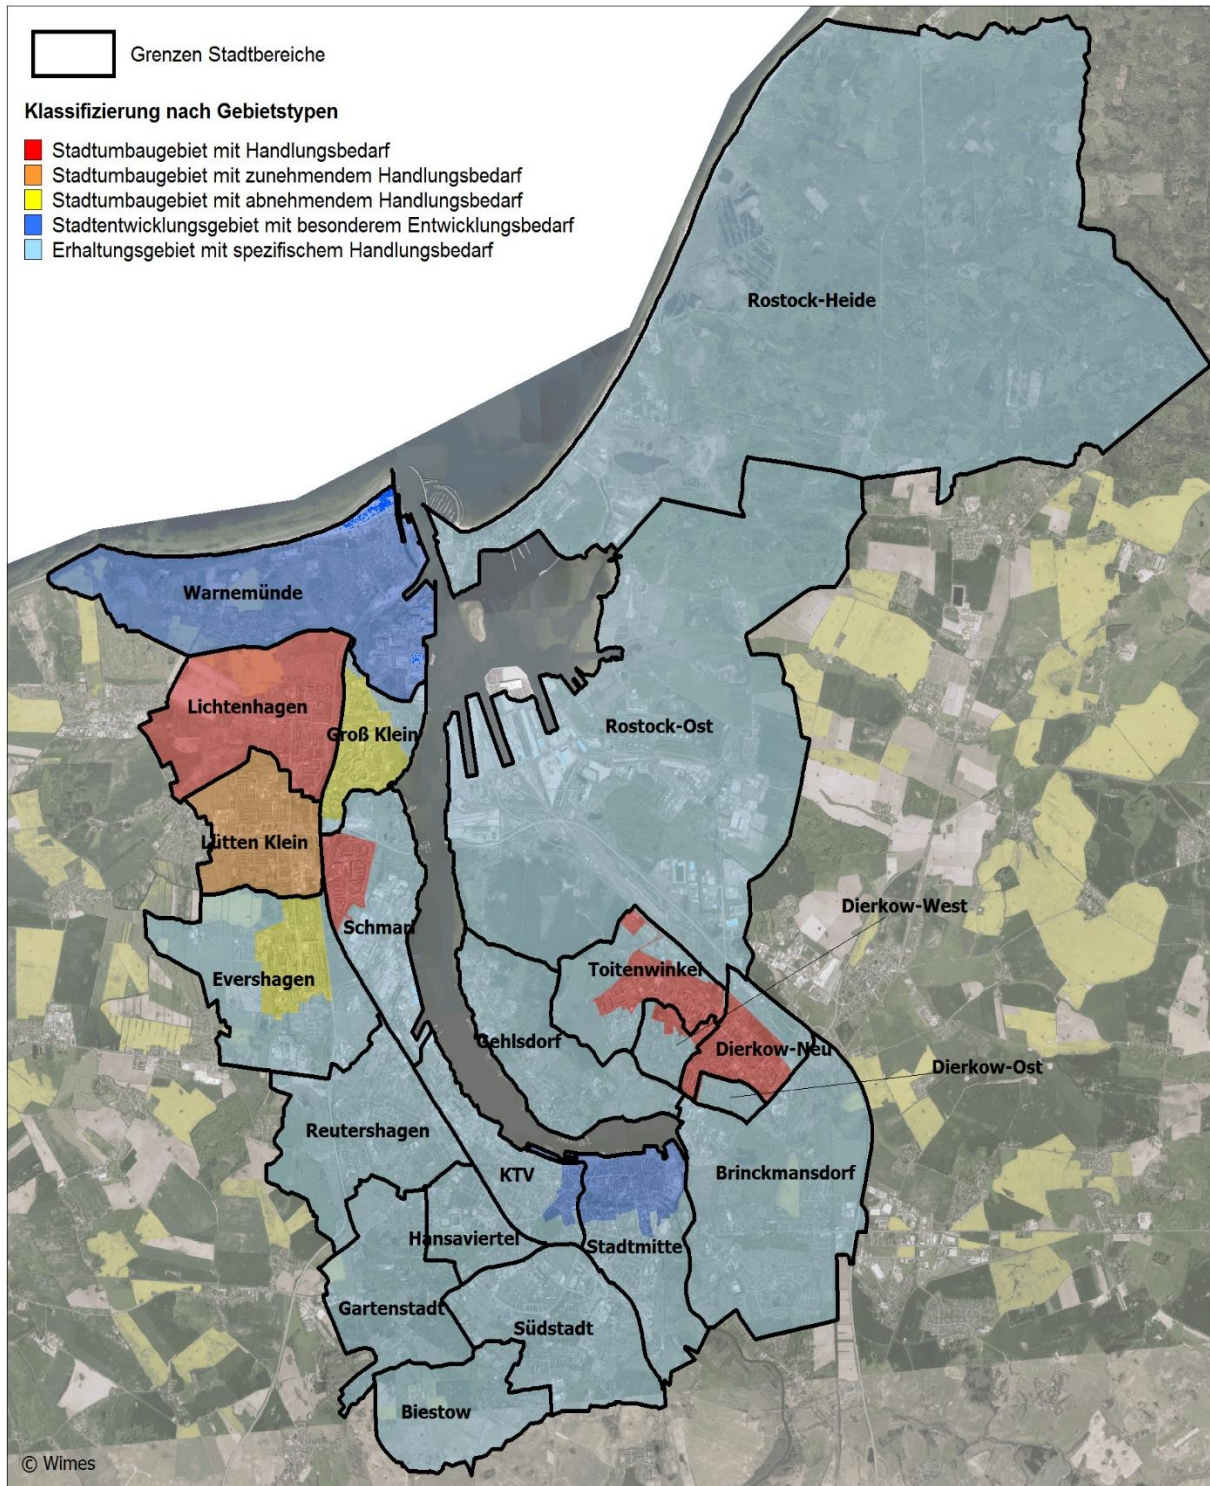 Grenzen Stadtbereiche
Klassifizierung nach Gebietstypen
Stadtumbaugebiet mit Handlungsbedarf
Stadtumbaugebiet mit zunehmendem Handlungsbedarf
Stadtumbaugebiet mit abnehmendem Handlungsbedarf
Stadtentwicklungsgebiet mit besonderem Entwicklungsbedarf
Erhaltungsgebiet mit spezifischem Handlungsbedarf
Rostock-Heide
Warnemünde
Lichtenhagen
Groß Klein
Rostock-Ost
Lütten Klein
Dierkow-West
Schmarl
Toitenwinkel
Evershagen
Gehlsdorf
Dierkow-Neu
Dierkow-Ost
Reutershagen
KTV
Brinckmansdorf
Hansaviertel
Stadtmitte
Gartenstadt
Südstadt
Biestow
© Wimes